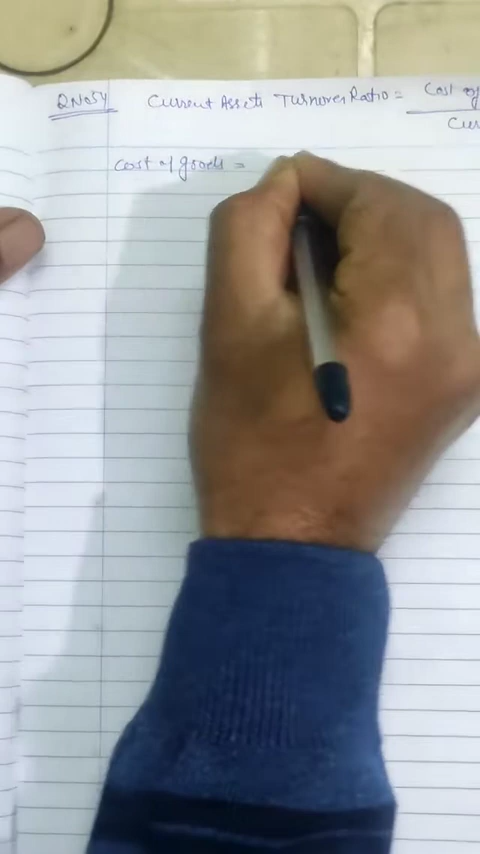 QNo54 Current Assets Turnover Ratio = Cost of
Cur
Cost of goods =